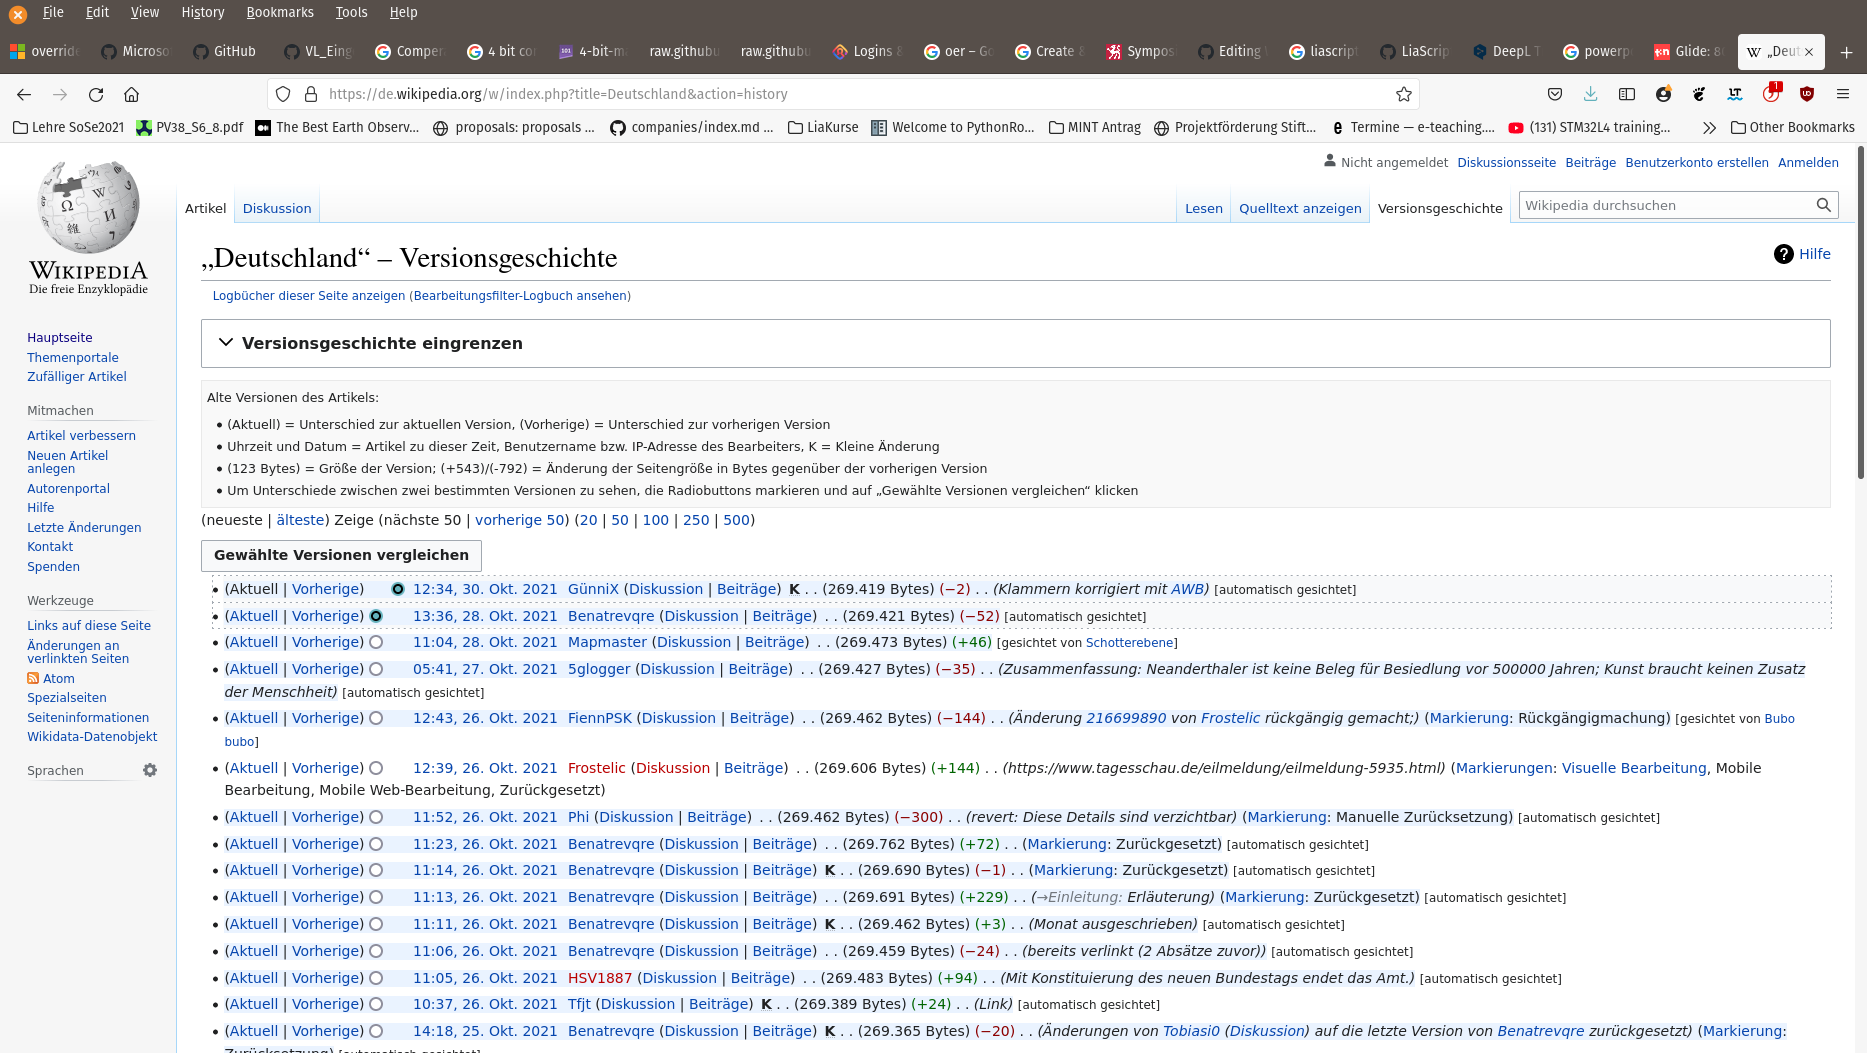 File Edit View History Bookmarks Tools Help
override Microso GitHub VL_Eing Compera 4 bit co 4-bit-m raw.githubu raw.githubu Logins & oer – Go Create & Sympos Editing liascript LiaScrip DeepL T powerp Glide: 8 „Deuts
https://de.wikipedia.org/w/index.php?title=Deutschland&action=history
Lehre SoSe2021 PV38_S6_8.pdf The Best Earth Observ... proposals: proposals ... companies/index.md ... LiaKurse Welcome to PythonRo... MINT Antrag Projektförderung Stift... Termine — e-teaching.... (131) STM32L4 training... Other Bookmarks
Nicht angemeldet Diskussionsseite Beiträge Benutzerkonto erstellen Anmelden
Artikel Diskussion Lesen Quelltext anzeigen Versionsgeschichte Wikipedia durchsuchen
WIKIPEDIA
Die freie Enzyklopädie
Hauptseite
Themenportale
Zufälliger Artikel
Mitmachen
Artikel verbessern
Neuen Artikel
anlegen
Autorenportal
Hilfe
Letzte Änderungen
Kontakt
Spenden
Werkzeuge
Links auf diese Seite
Änderungen an
verlinkten Seiten
Atom
Spezialseiten
Seiteninformationen
Wikidata-Datenobjekt
Sprachen
„Deutschland“ – Versionsgeschichte
Hilfe
Logbücher dieser Seite anzeigen (Bearbeitungsfilter-Logbuch ansehen)
Versionsgeschichte eingrenzen
Alte Versionen des Artikels:
• (Aktuell) = Unterschied zur aktuellen Version, (Vorherige) = Unterschied zur vorherigen Version
• Uhrzeit und Datum = Artikel zu dieser Zeit, Benutzername bzw. IP-Adresse des Bearbeiters, K = Kleine Änderung
• (123 Bytes) = Größe der Version; (+543)/(-792) = Änderung der Seitengröße in Bytes gegenüber der vorherigen Version
• Um Unterschiede zwischen zwei bestimmten Versionen zu sehen, die Radiobuttons markieren und auf „Gewählte Versionen vergleichen“ klicken
(neueste | älteste) Zeige (nächste 50 | vorherige 50) (20 | 50 | 100 | 250 | 500)
Gewählte Versionen vergleichen
• (Aktuell | Vorherige) 12:34, 30. Okt. 2021 GünniX (Diskussion | Beiträge) K . . (269.419 Bytes) (−2) . . (Klammern korrigiert mit AWB) [automatisch gesichtet]
• (Aktuell | Vorherige) 13:36, 28. Okt. 2021 Benatrevqre (Diskussion | Beiträge) . . (269.421 Bytes) (−52) [automatisch gesichtet]
• (Aktuell | Vorherige) 11:04, 28. Okt. 2021 Mapmaster (Diskussion | Beiträge) . . (269.473 Bytes) (+46) [gesichtet von Schotterebene]
• (Aktuell | Vorherige) 05:41, 27. Okt. 2021 5glogger (Diskussion | Beiträge) . . (269.427 Bytes) (−35) . . (Zusammenfassung: Neanderthaler ist keine Beleg für Besiedlung vor 500000 Jahren; Kunst braucht keinen Zusatz
der Menschheit) [automatisch gesichtet]
• (Aktuell | Vorherige) 12:43, 26. Okt. 2021 FiennPSK (Diskussion | Beiträge) . . (269.462 Bytes) (−144) . . (Änderung 216699890 von Frostelic rückgängig gemacht;) (Markierung: Rückgängigmachung) [gesichtet von Bubo
bubo]
• (Aktuell | Vorherige) 12:39, 26. Okt. 2021 Frostelic (Diskussion | Beiträge) . . (269.606 Bytes) (+144) . . (https://www.tagesschau.de/eilmeldung/eilmeldung-5935.html) (Markierungen: Visuelle Bearbeitung, Mobile
Bearbeitung, Mobile Web-Bearbeitung, Zurückgesetzt)
• (Aktuell | Vorherige) 11:52, 26. Okt. 2021 Phi (Diskussion | Beiträge) . . (269.462 Bytes) (−300) . . (revert: Diese Details sind verzichtbar) (Markierung: Manuelle Zurücksetzung) [automatisch gesichtet]
• (Aktuell | Vorherige) 11:23, 26. Okt. 2021 Benatrevqre (Diskussion | Beiträge) . . (269.762 Bytes) (+72) . . (Markierung: Zurückgesetzt) [automatisch gesichtet]
• (Aktuell | Vorherige) 11:14, 26. Okt. 2021 Benatrevqre (Diskussion | Beiträge) K . . (269.690 Bytes) (−1) . . (Markierung: Zurückgesetzt) [automatisch gesichtet]
• (Aktuell | Vorherige) 11:13, 26. Okt. 2021 Benatrevqre (Diskussion | Beiträge) . . (269.691 Bytes) (+229) . . (→Einleitung: Erläuterung) (Markierung: Zurückgesetzt) [automatisch gesichtet]
• (Aktuell | Vorherige) 11:11, 26. Okt. 2021 Benatrevqre (Diskussion | Beiträge) K . . (269.462 Bytes) (+3) . . (Monat ausgeschrieben) [automatisch gesichtet]
• (Aktuell | Vorherige) 11:06, 26. Okt. 2021 Benatrevqre (Diskussion | Beiträge) . . (269.459 Bytes) (−24) . . (bereits verlinkt (2 Absätze zuvor)) [automatisch gesichtet]
• (Aktuell | Vorherige) 11:05, 26. Okt. 2021 HSV1887 (Diskussion | Beiträge) . . (269.483 Bytes) (+94) . . (Mit Konstituierung des neuen Bundestags endet das Amt.) [automatisch gesichtet]
• (Aktuell | Vorherige) 10:37, 26. Okt. 2021 Tfjt (Diskussion | Beiträge) K . . (269.389 Bytes) (+24) . . (Link) [automatisch gesichtet]
• (Aktuell | Vorherige) 14:18, 25. Okt. 2021 Benatrevqre (Diskussion | Beiträge) K . . (269.365 Bytes) (−20) . . (Änderungen von Tobiasi0 (Diskussion) auf die letzte Version von Benatrevqre zurückgesetzt) (Markierung:
Zurücksetzung) [automatisch gesichtet]